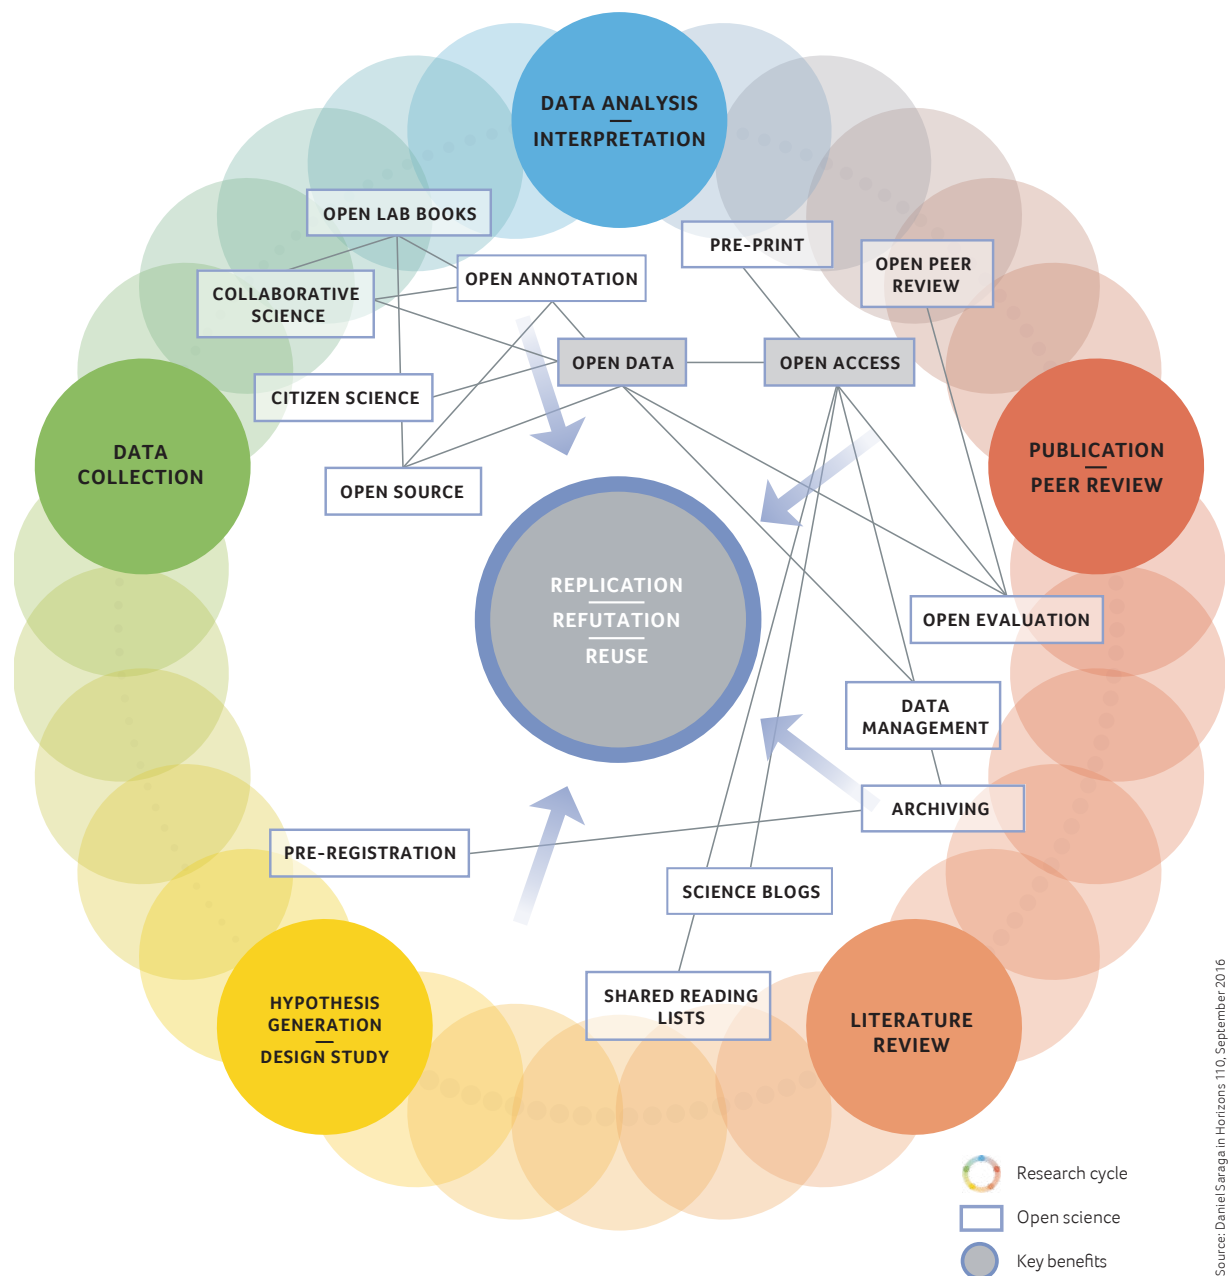 DATA ANALYSIS
INTERPRETATION
OPEN LAB BOOKS
PRE-PRINT
OPEN PEER
REVIEW
OPEN ANNOTATION
COLLABORATIVE
SCIENCE
OPEN DATA
OPEN ACCESS
CITIZEN SCIENCE
DATA
COLLECTION
PUBLICATION
PEER REVIEW
OPEN SOURCE
REPLICATION
REFUTATION
REUSE
OPEN EVALUATION
DATA
MANAGEMENT
ARCHIVING
PRE-REGISTRATION
SCIENCE BLOGS
SHARED READING
LISTS
HYPOTHESIS
GENERATION
DESIGN STUDY
LITERATURE
REVIEW
Research cycle
Open science
Key benefits
Source: Daniel Saraga in Horizons 110, September 2016